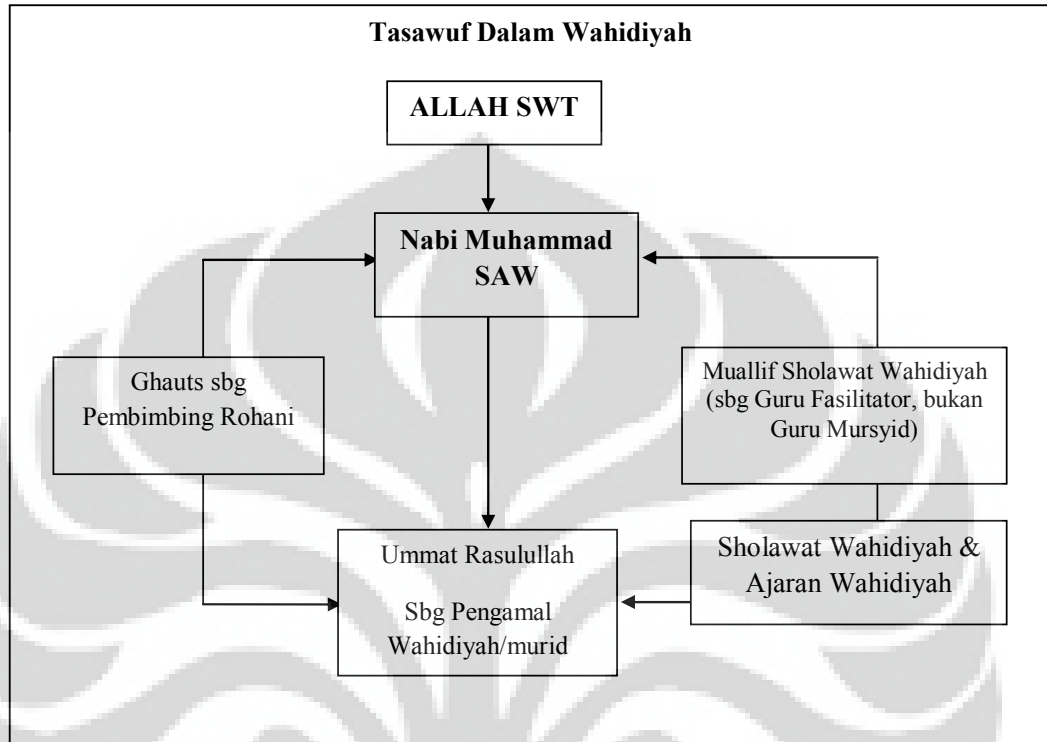 Tasawuf Dalam Wahidiyah
ALLAH SWT
Nabi Muhammad
SAW
Ghauts sbg
Pembimbing Rohani
Muallif Sholawat Wahidiyah
(sbg Guru Fasilitator, bukan
Guru Mursyid)
Ummat Rasulullah
Sbg Pengamal
Wahidiyah/murid
Sholawat Wahidiyah &
Ajaran Wahidiyah